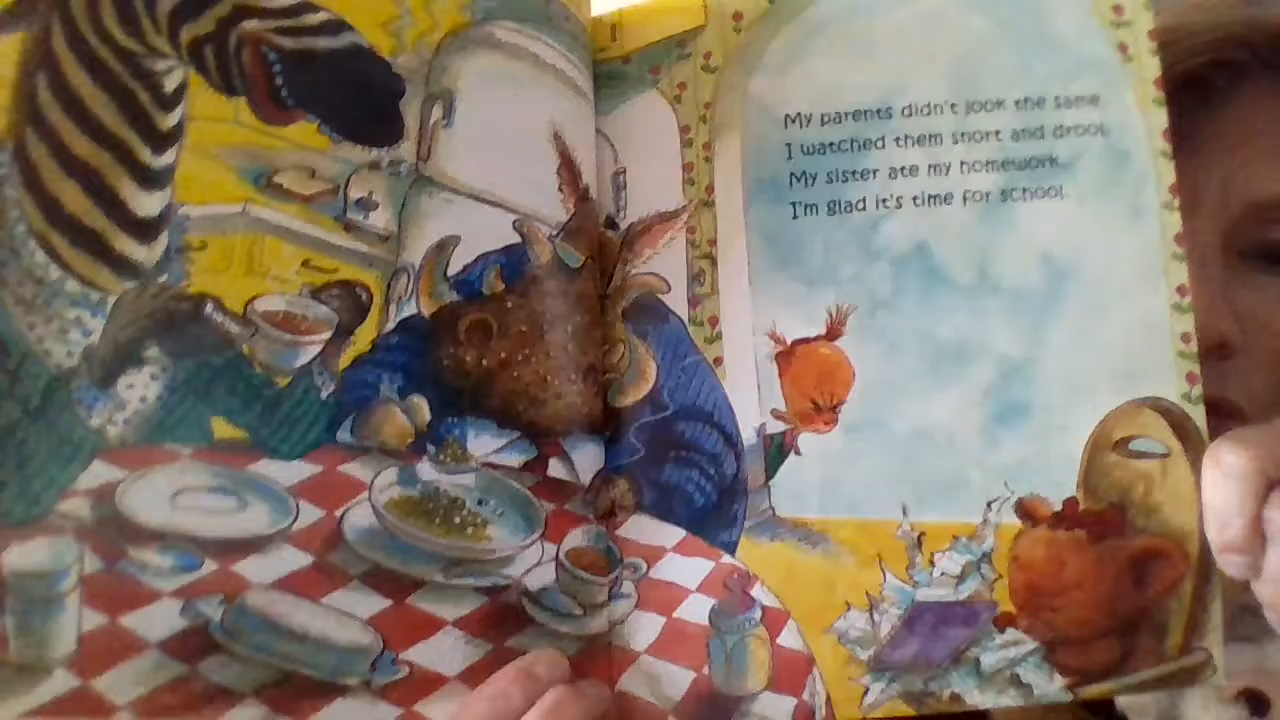 My parents didn't look the same.
I watched them snort and drool.
My sister ate my homework.
I'm glad it's time for school.